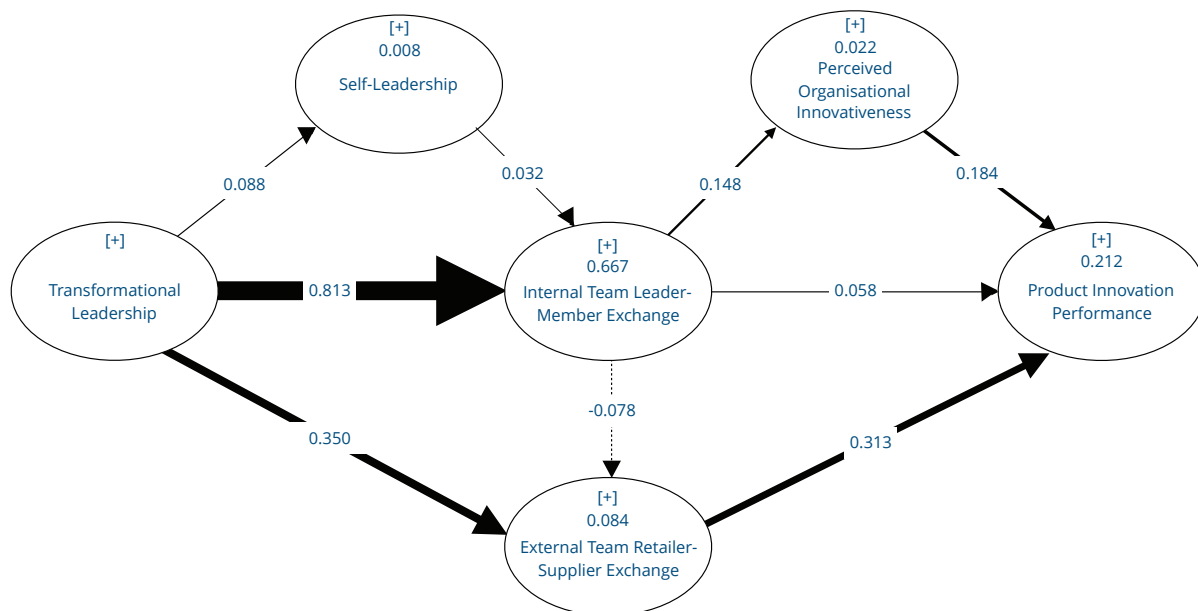 [+]
0.008
Self-Leadership
[+]
0.022
Perceived
Organisational
Innovativeness
0.088
0.032
0.148
0.184
[+]
Transformational
Leadership
0.813
[+]
0.667
Internal Team Leader-
Member Exchange
0.058
[+]
0.212
Product Innovation
Performance
0.350
-0.078
0.313
[+]
0.084
External Team Retailer-
Supplier Exchange